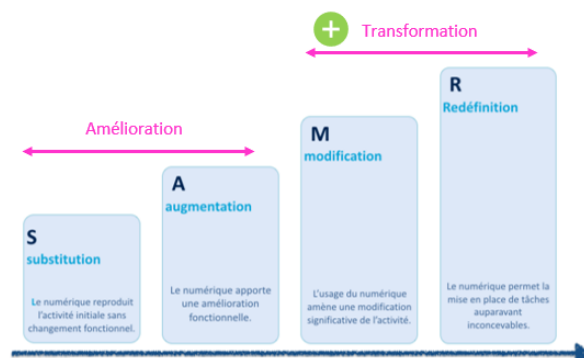 + Transformation
R
Redéfinition
Amélioration
M
modification
A
augmentation
S
substitution
Le numérique reproduit
l'activité initiale sans
changement fonctionnel.
Le numérique apporte
une amélioration
fonctionnelle.
L'usage du numérique
amène une modification
significative de l'activité.
Le numérique permet la
mise en place de tâches
auparavant
inconcevables.